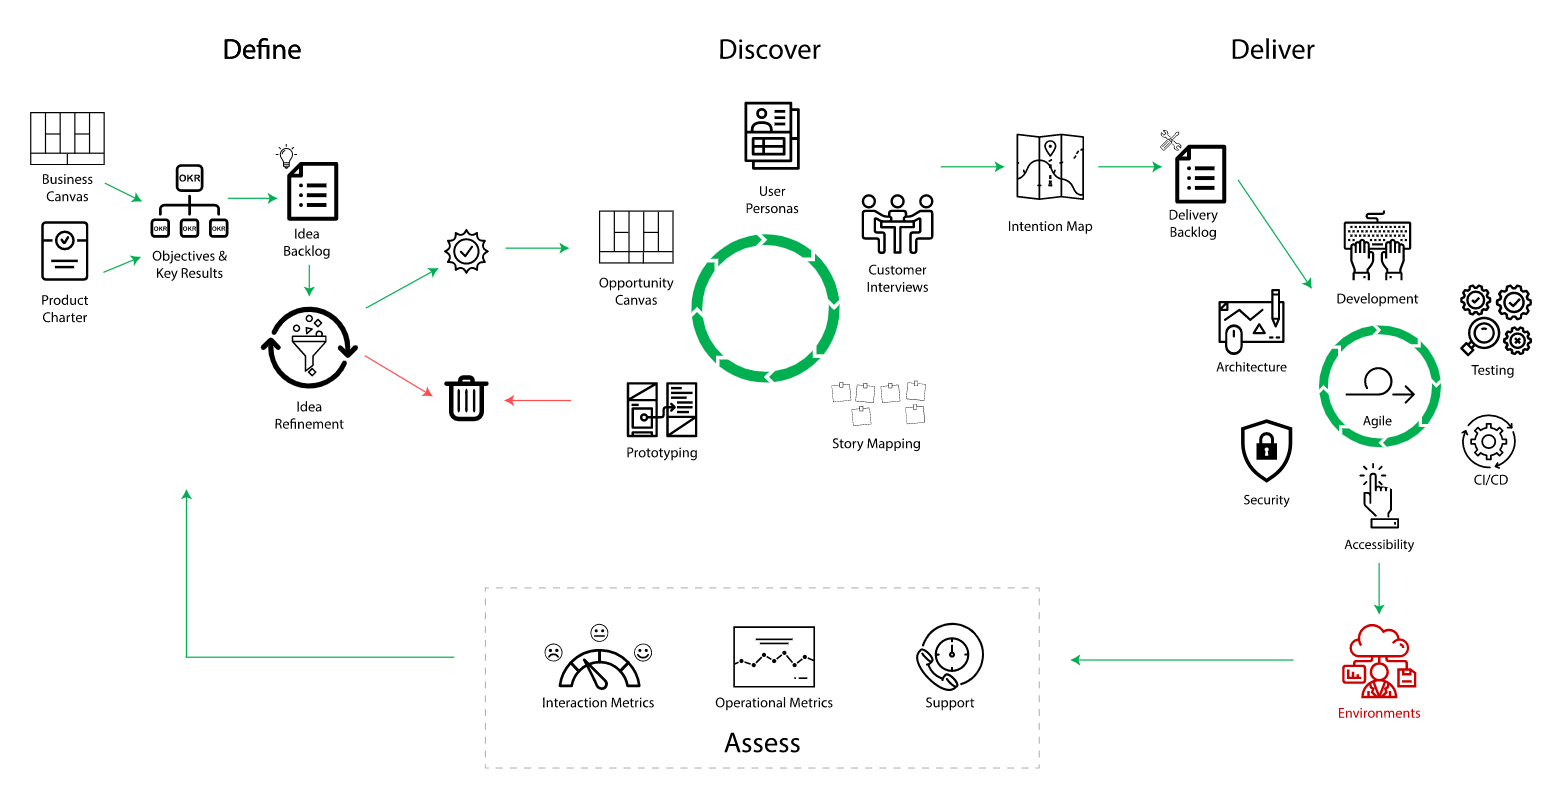 Define
Discover
Deliver
Business
Canvas
Product
Charter
OKR
OKR OKR OKR
Objectives &
Key Results
Idea
Backlog
Idea
Refinement
Opportunity
Canvas
User
Personas
Customer
Interviews
Prototyping
Story Mapping
Intention Map
Delivery
Backlog
Development
Architecture
Testing
Agile
Security
CI/CD
Accessibility
Environments
Interaction Metrics
Operational Metrics
Support
Assess